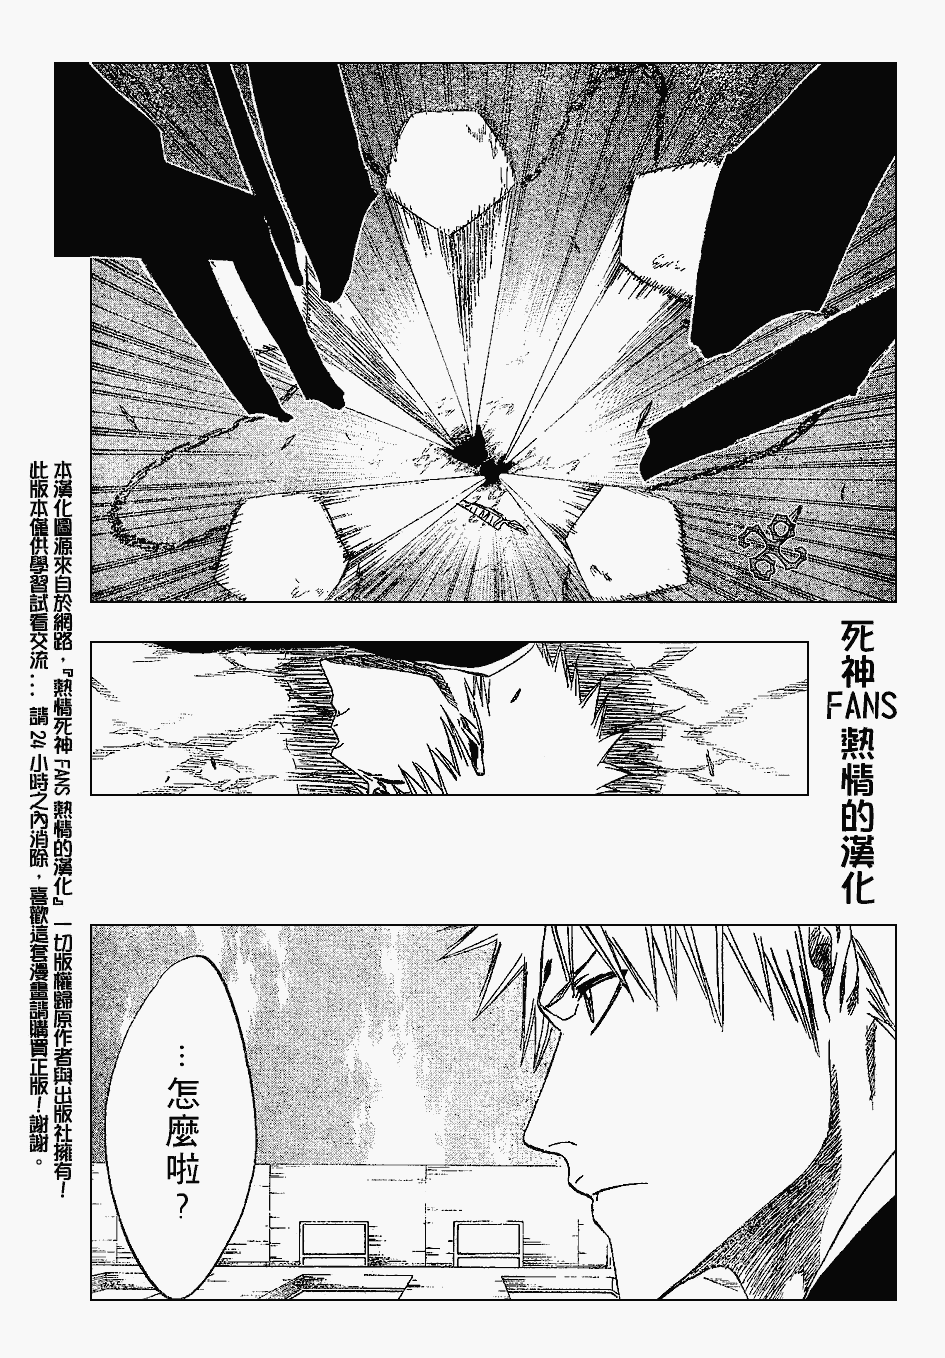 死神FANS熱情的漢化
…怎麼啦？
本漢化圖源來自於網路，『熱情死神FANS熱情的漢化』一切版權歸原作者與出版社擁有！
此版本僅供學習試看交流... 請24小時之內消除，喜歡這套漫畫請購買正版！謝謝。